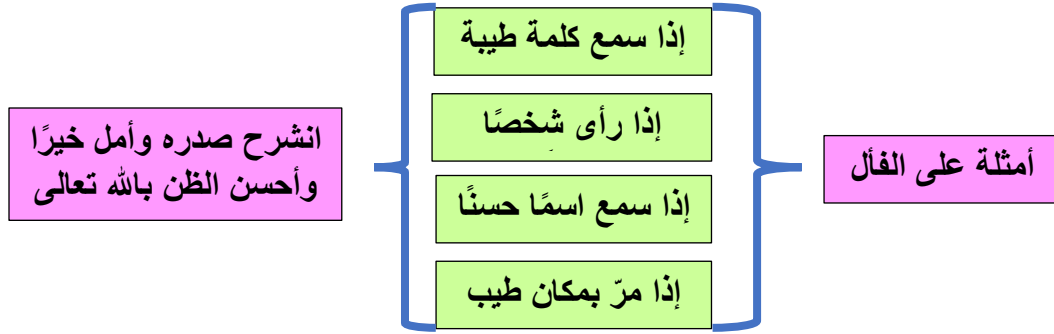 أمثلة على الفأل
إذا سمع كلمة طيبة
إذا رأى شخصًا
إذا سمع اسمًا حسنًا
إذا مرّ بمكان طيب
انشرح صدره وأمل خيرًا
وأحسن الظن بالله تعالى